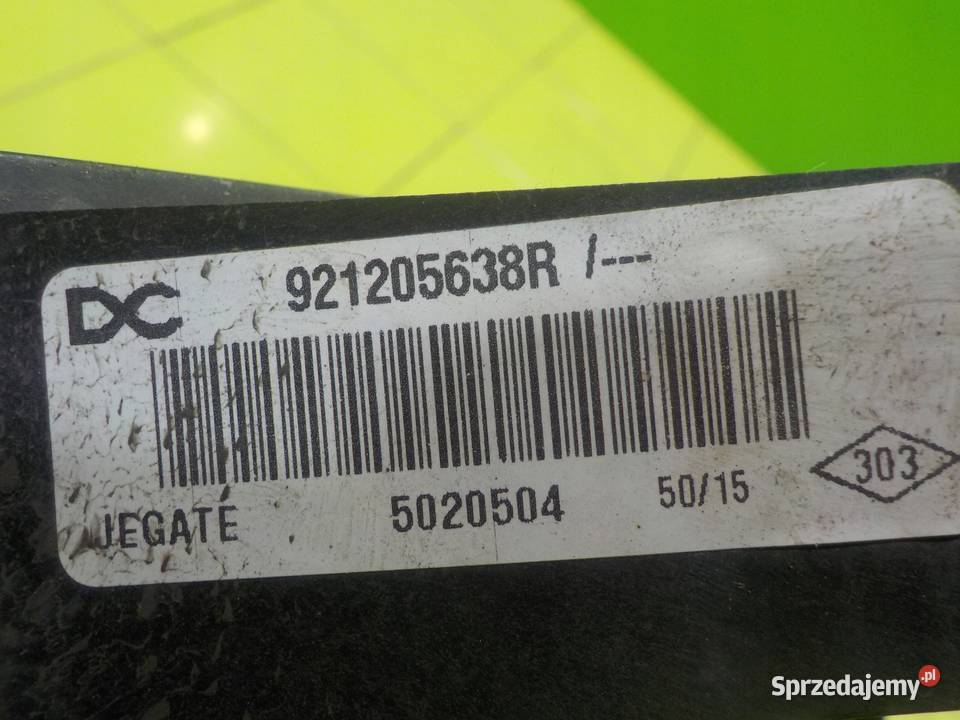 DC 921205638R /---
JEGATE 5020504 50/15 303
Sprzedajemy.pl